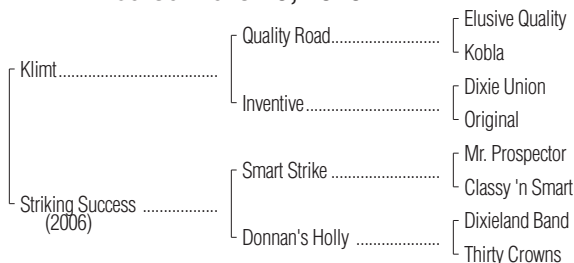 Elusive Quality
Quality Road
Kobla
Klimt
Dixie Union
Inventive
Original
Mr. Prospector
Smart Strike
Classy 'n Smart
Striking Success
(2006)
Dixieland Band
Donnan's Holly
Thirty Crowns